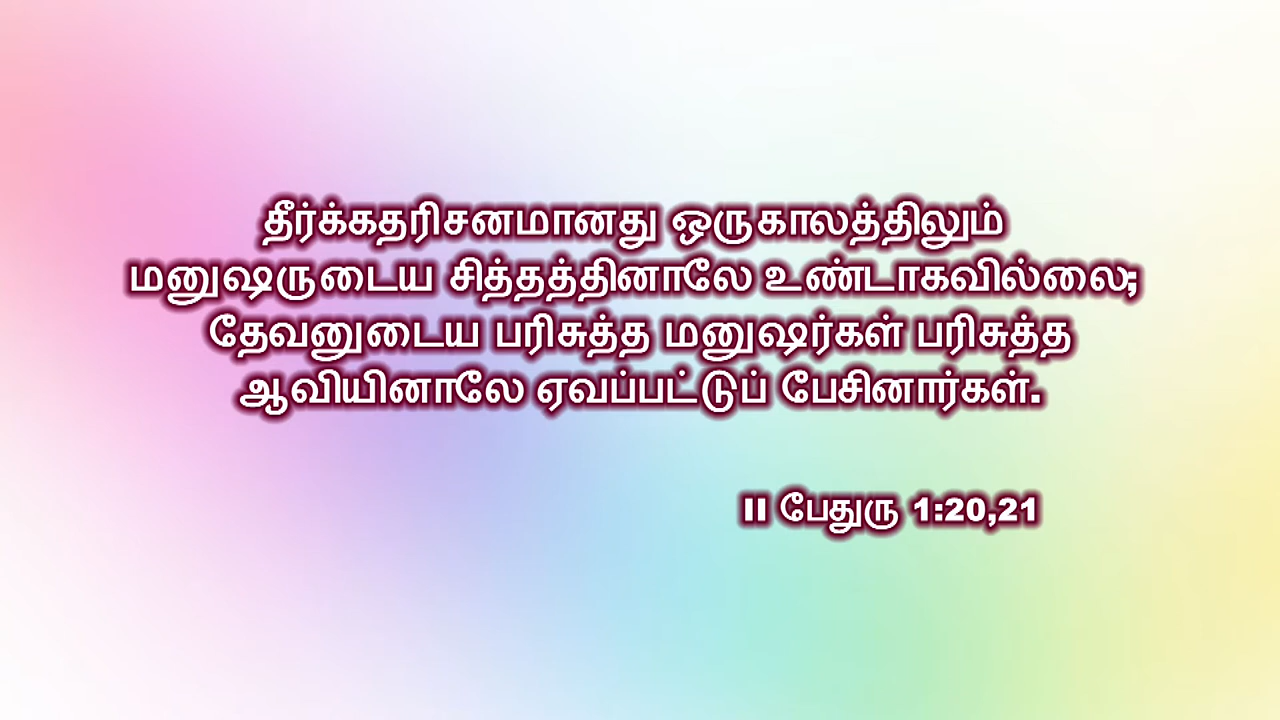 தீர்க்கதரிசனமானது ஒருகாலத்திலும்
மனுஷருடைய சித்தத்தினாலே உண்டாகவில்லை;
தேவனுடைய பரிசுத்த மனுஷர்கள் பரிசுத்த
ஆவியினாலே ஏவப்பட்டுப் பேசினார்கள்.
II பேதுரு 1:20,21